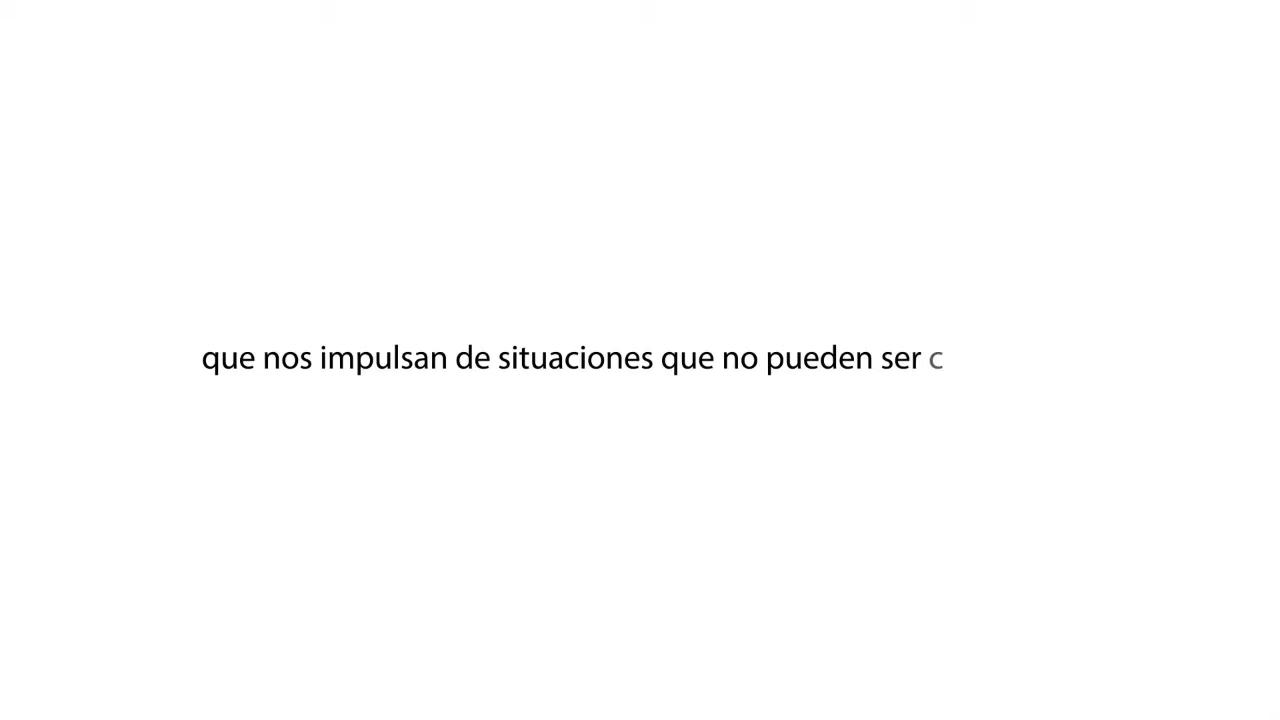 que nos impulsan de situaciones que no pueden ser c